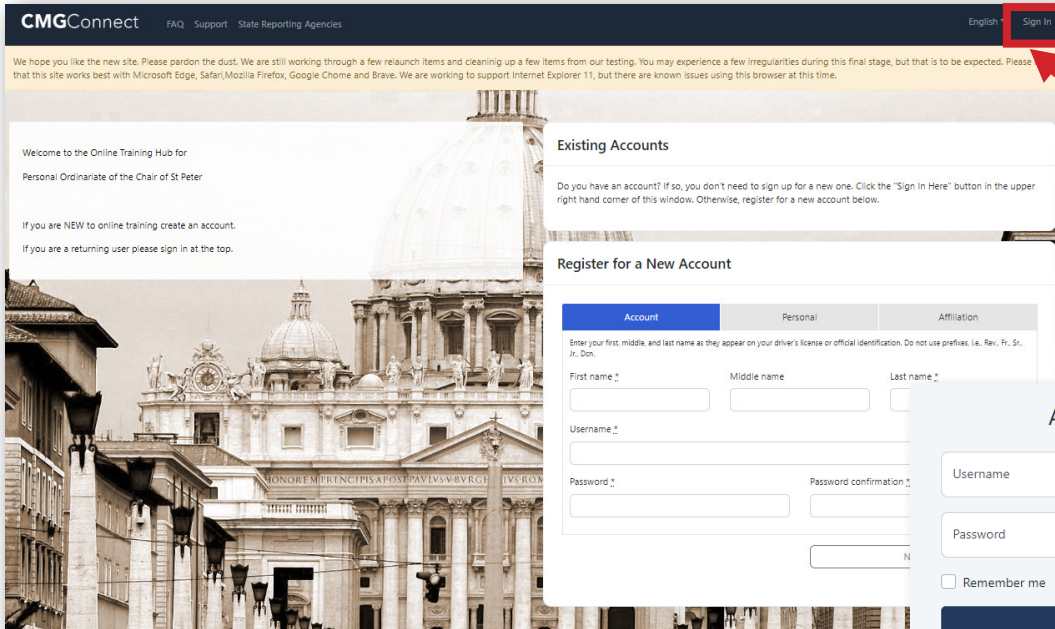 CMGConnect FAQ Support State Reporting Agencies English Sign In
We hope you like the new site. Please pardon the dust. We are still working through a few relaunch items and cleaninig up a few items from our testing. You may experience a few irregularities during this final stage, but that is to be expected. Please
that this site works best with Microsoft Edge, Safari,Mozilla Firefox, Google Chome and Brave. We are working to support Internet Explorer 11, but there are known issues using this browser at this time.
Welcome to the Online Training Hub for
Personal Ordinariate of the Chair of St Peter
If you are NEW to online training create an account.
If you are a returning user please sign in at the top.
Existing Accounts
Do you have an account? If so, you don't need to sign up for a new one. Click the "Sign In Here" button in the upper
right hand corner of this window. Otherwise, register for a new account below.
Register for a New Account
Account Personal Affiliation
Enter your first, middle, and last name as they appear on your driver's license or official identification. Do not use prefixes, i.e., Rev., Fr., Sr.,
Jr., Dcn.
First name * Middle name Last name *
Username *
Password * Password confirmation *
Username
Password
Remember me
HONOREM PRINCIPIS APOST PAVLVS V BVRGH